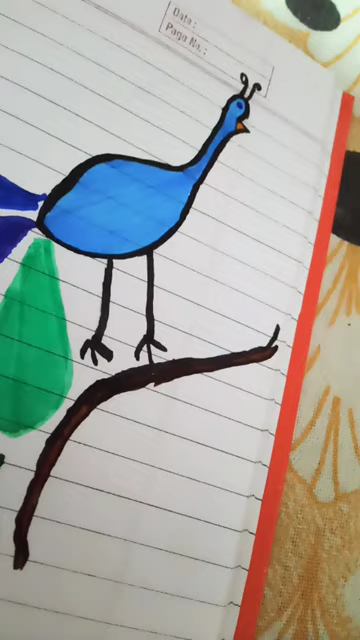 Date :
Page No. :